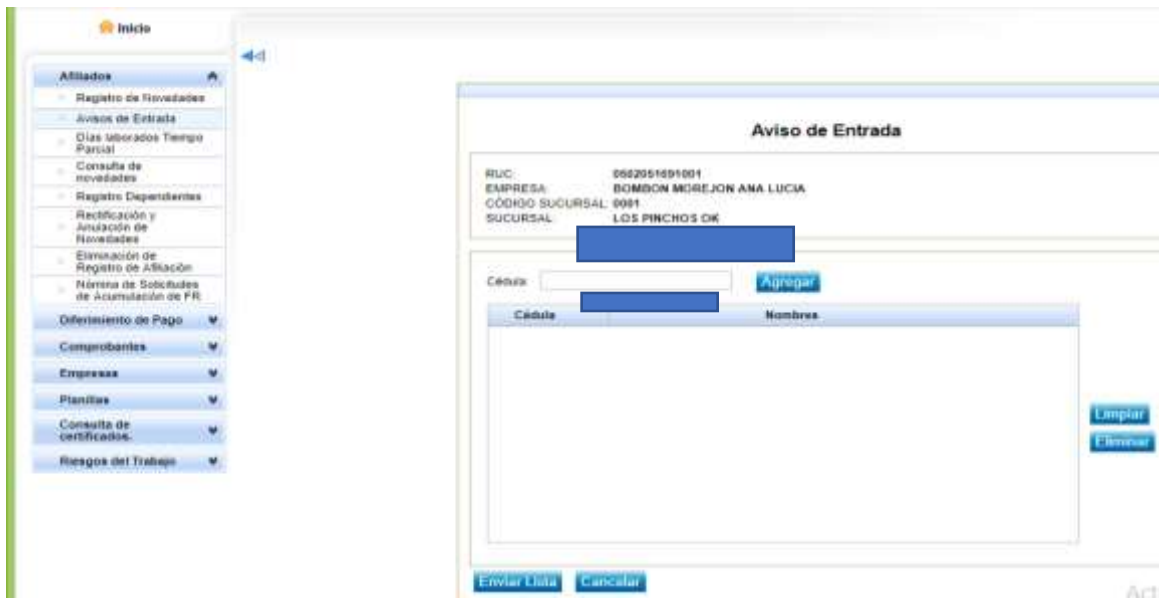 Inicio
Afiliados
Registro de Novedades
Avisos de Entrada
Días laborados Tiempo
Parcial
Consulta de
novedades
Registro Dependientes
Rectificación y
Anulación de
Novedades
Eliminación de
Registro de Afiliación
Nómina de Solicitudes
de Acumulación de FR
Diferimiento de Pago
Comprobantes
Empresas
Planillas
Consulta de
certificados.
Riesgos del Trabajo
Aviso de Entrada
RUC: 0602051691001
EMPRESA: BOMBON MOREJON ANA LUCIA
CÓDIGO SUCURSAL: 0001
SUCURSAL: LOS PINCHOS OK
Cédula: Agregar
Cédula Nombres
Limpiar
Eliminar
Enviar Lista Cancelar
Act